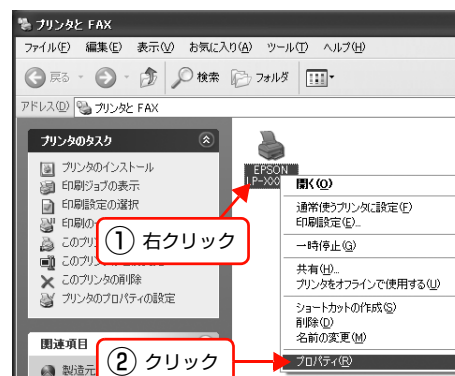 プリンタと FAX
ファイル(F) 編集(E) 表示(V) お気に入り(A) ツール(T) ヘルプ(H)
戻る 検索 フォルダ
アドレス(D) プリンタと FAX
プリンタのタスク
プリンタのインストール
印刷ジョブの表示
印刷設定の選択
印刷の
このプリ
このプリ
このプリンタの削除
プリンタのプロパティの設定
関連項目
製造元
EPSON
LP-XXX
① 右クリック
開く(O)
通常使うプリンタに設定(F)
印刷設定(E)...
一時停止(G)
共有(H)...
プリンタをオフラインで使用する(U)
ショートカットの作成(S)
削除(D)
名前の変更(M)
プロパティ(R)
② クリック